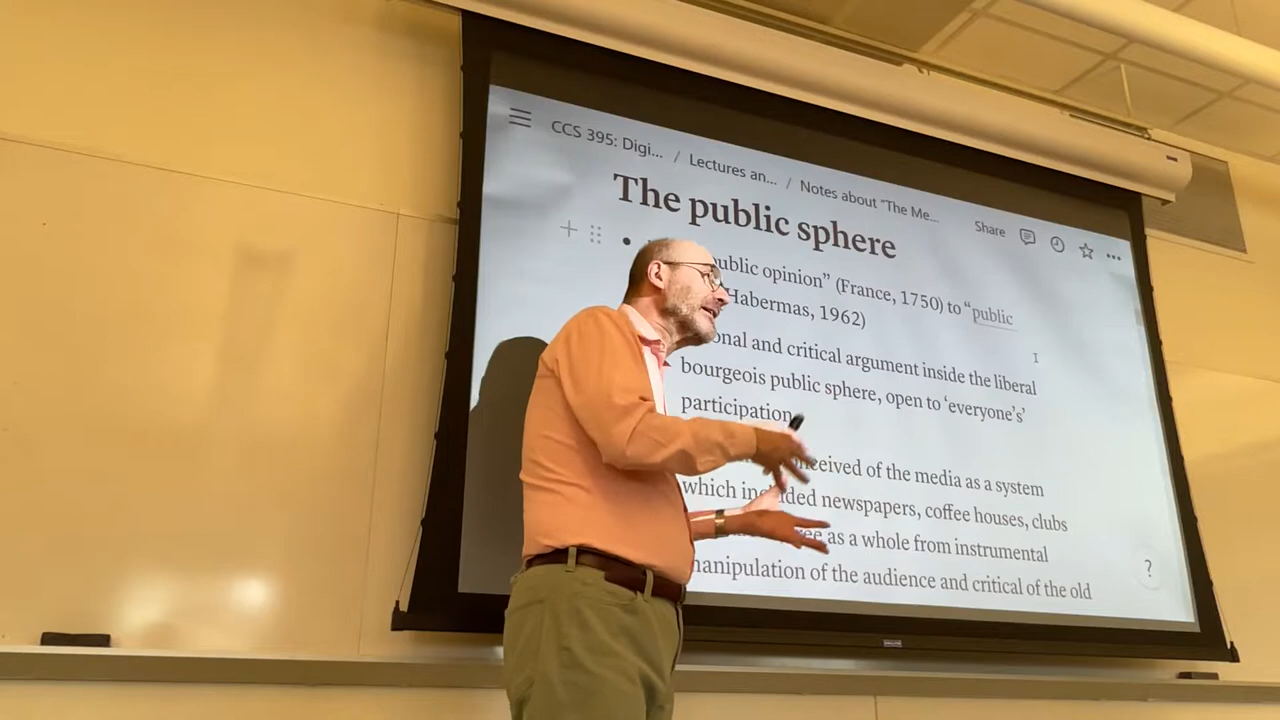 CCS 395: Digi... / Lectures an... / Notes about "The Me...
Share
The public sphere
public opinion” (France, 1750) to “public
Habermas, 1962)
and critical argument inside the liberal
bourgeois public sphere, open to ‘everyone’s’
participation
of the media as a system
which included newspapers, coffee houses, clubs
as a whole from instrumental
manipulation of the audience and critical of the old
?